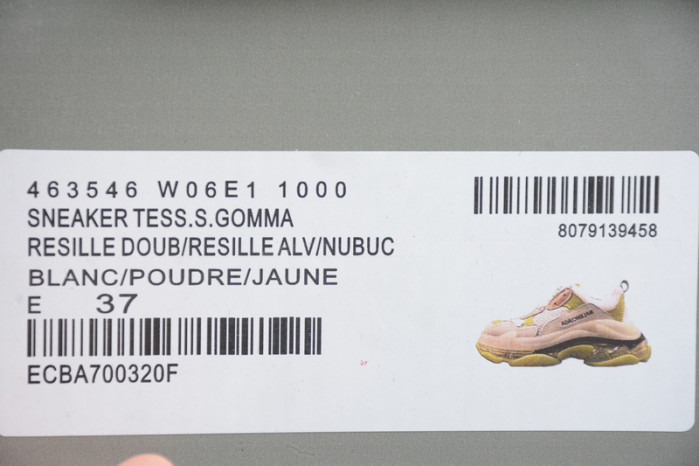 463546 W06E1 1000
SNEAKER TESS.S.GOMMA
RESILLE DOUB/RESILLE ALV/NUBUC
BLANC/POUDRE/JAUNE
E 37
ECBA700320F
8079139458